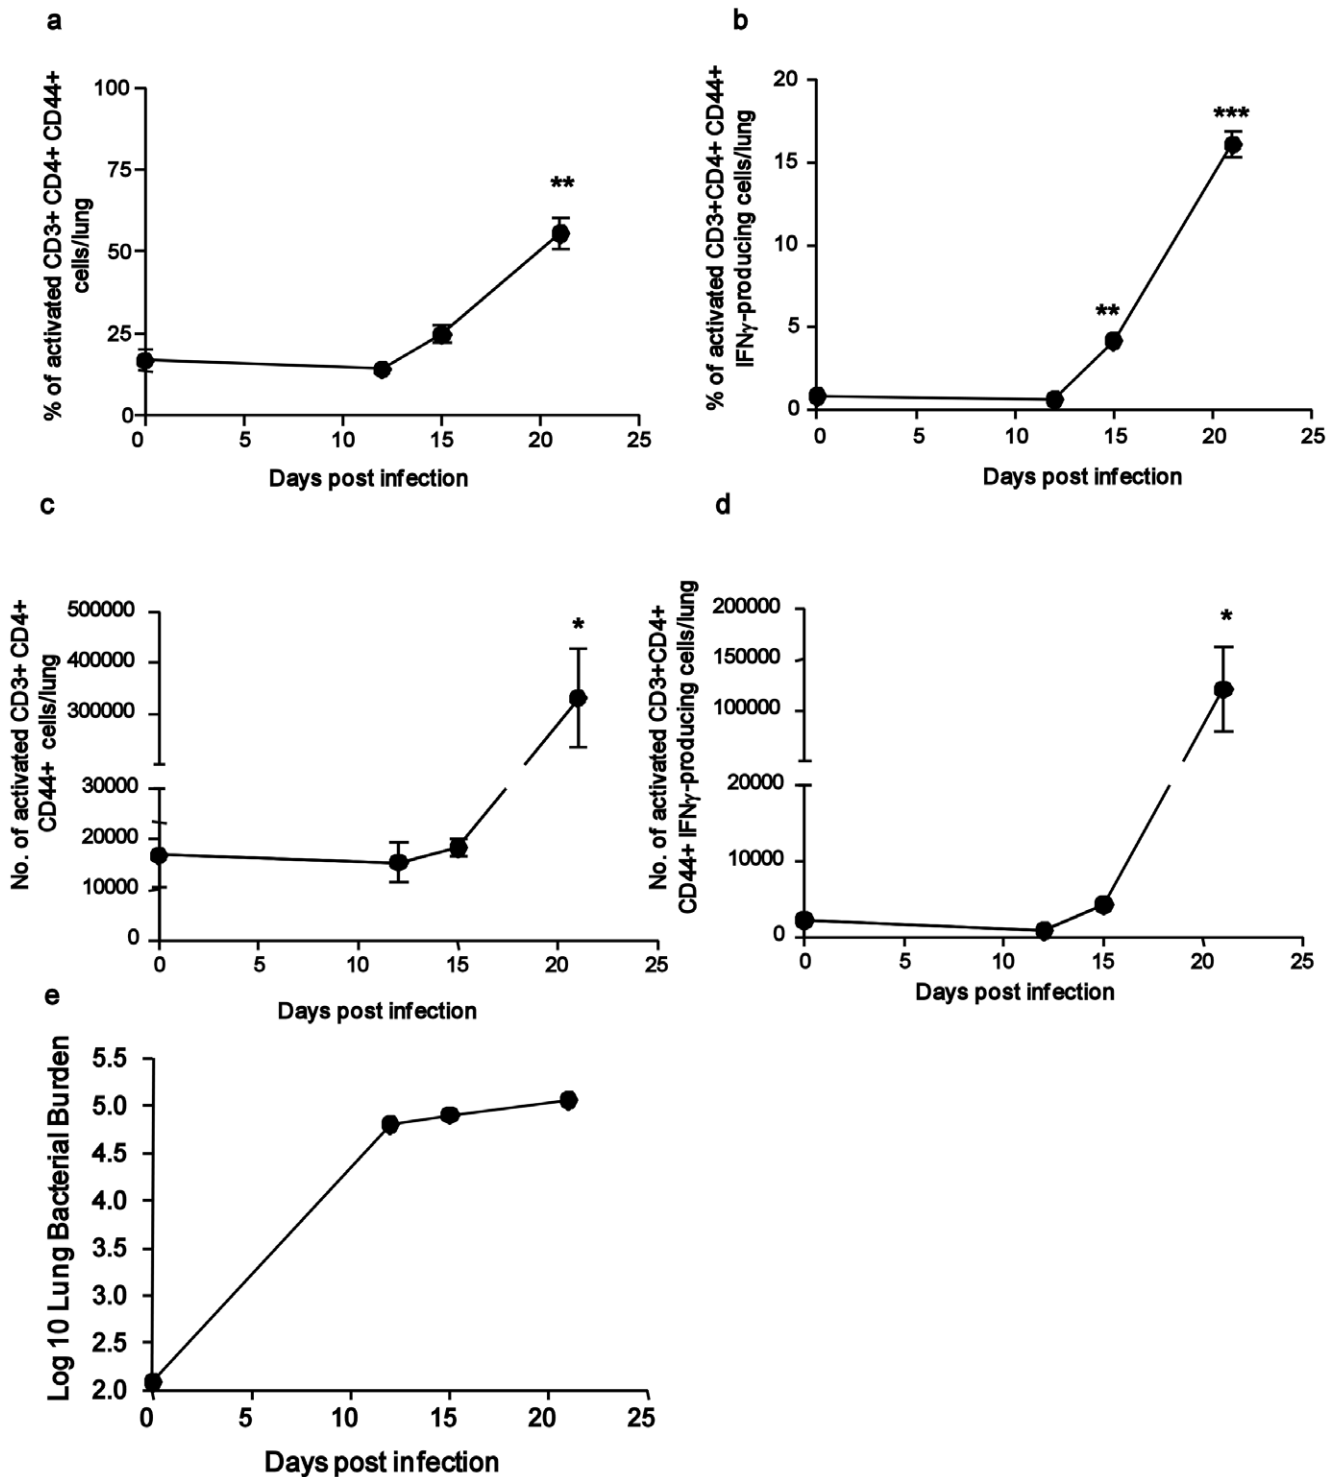 a
% of activated CD3+ CD4+ CD44+
cells/lung
100
75
50
25
0
**
0 5 10 15 20 25
Days post infection
b
% of activated CD3+CD4+ CD44+
IFNγ-producing cells/lung
20
15
10
5
0
**
***
0 5 10 15 20 25
Days post infection
c
No. of activated CD3+ CD4+
CD44+ cells/lung
500000
400000
300000
30000
20000
10000
0
*
0 5 10 15 20 25
Days post infection
d
No. of activated CD3+CD4+
CD44+ IFNγ-producing cells/lung
200000
150000
100000
20000
10000
0
*
0 5 10 15 20 25
Days post infection
e
Log 10 Lung Bacterial Burden
5.5
5.0
4.5
4.0
3.5
3.0
2.5
2.0
0 5 10 15 20 25
Days post infection